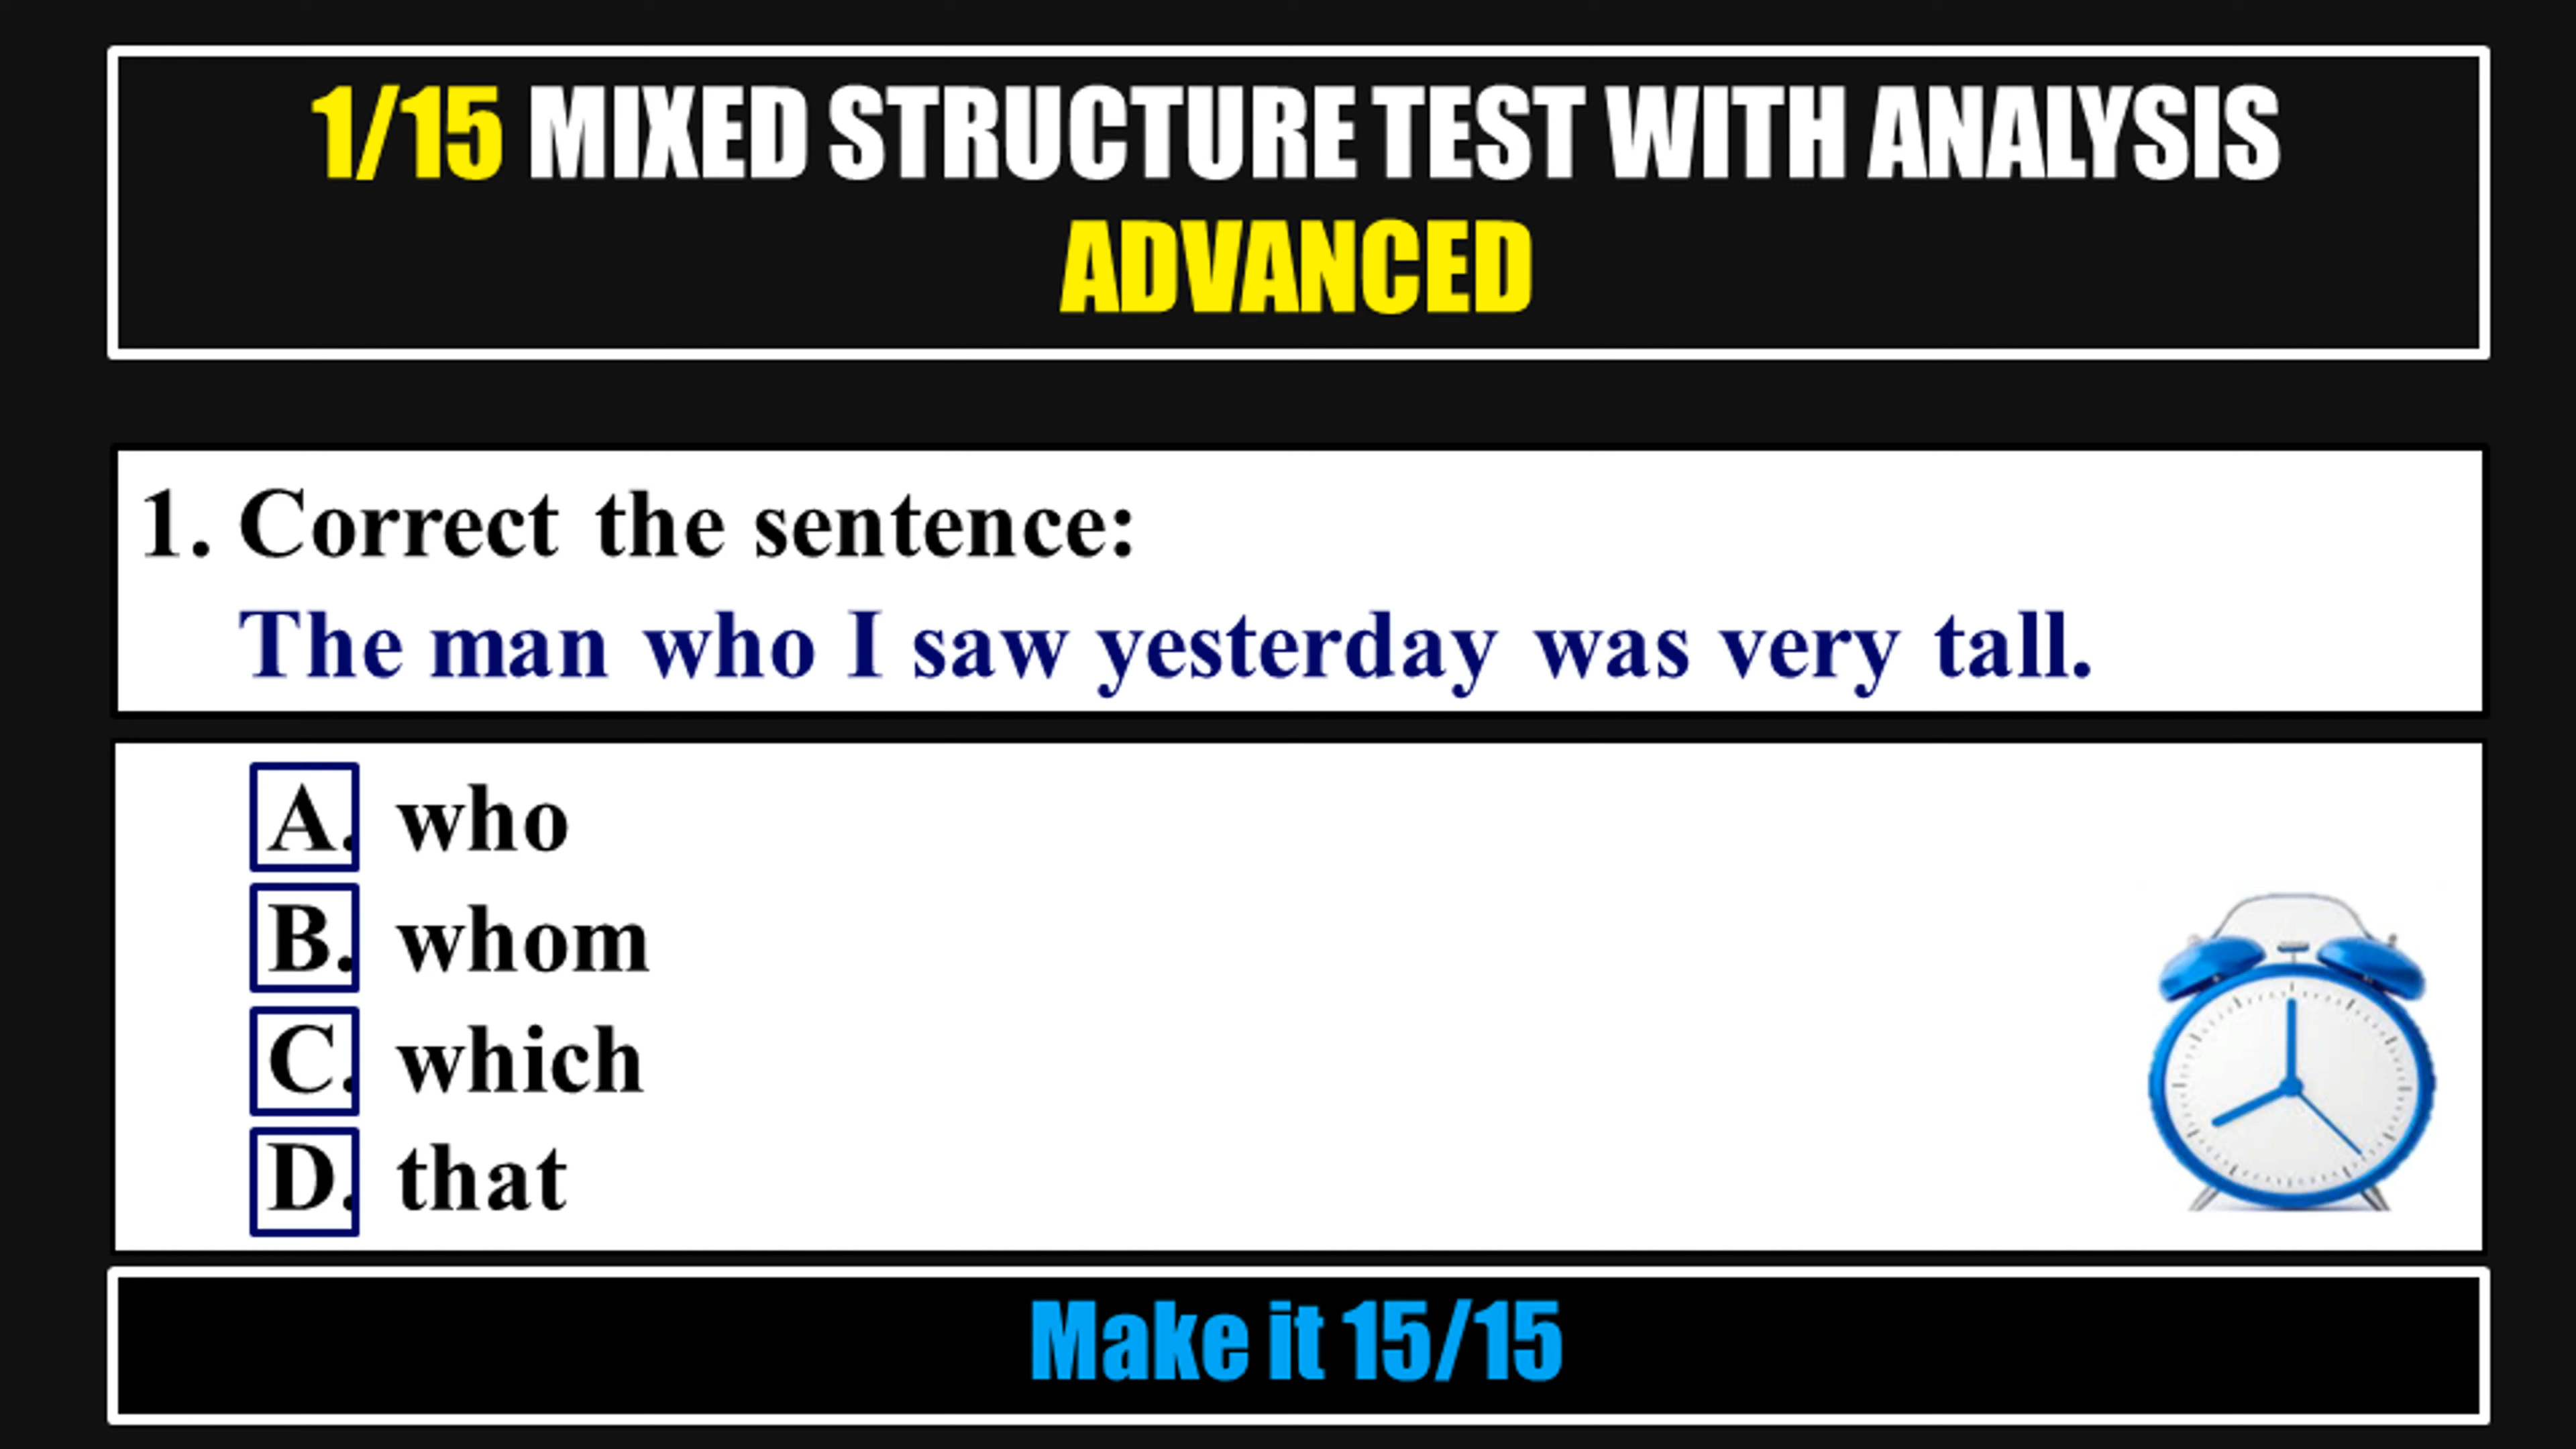 1/15 MIXED STRUCTURE TEST WITH ANALYSIS
ADVANCED
1. Correct the sentence:
The man who I saw yesterday was very tall.
A. who
B. whom
C. which
D. that
Make it 15/15